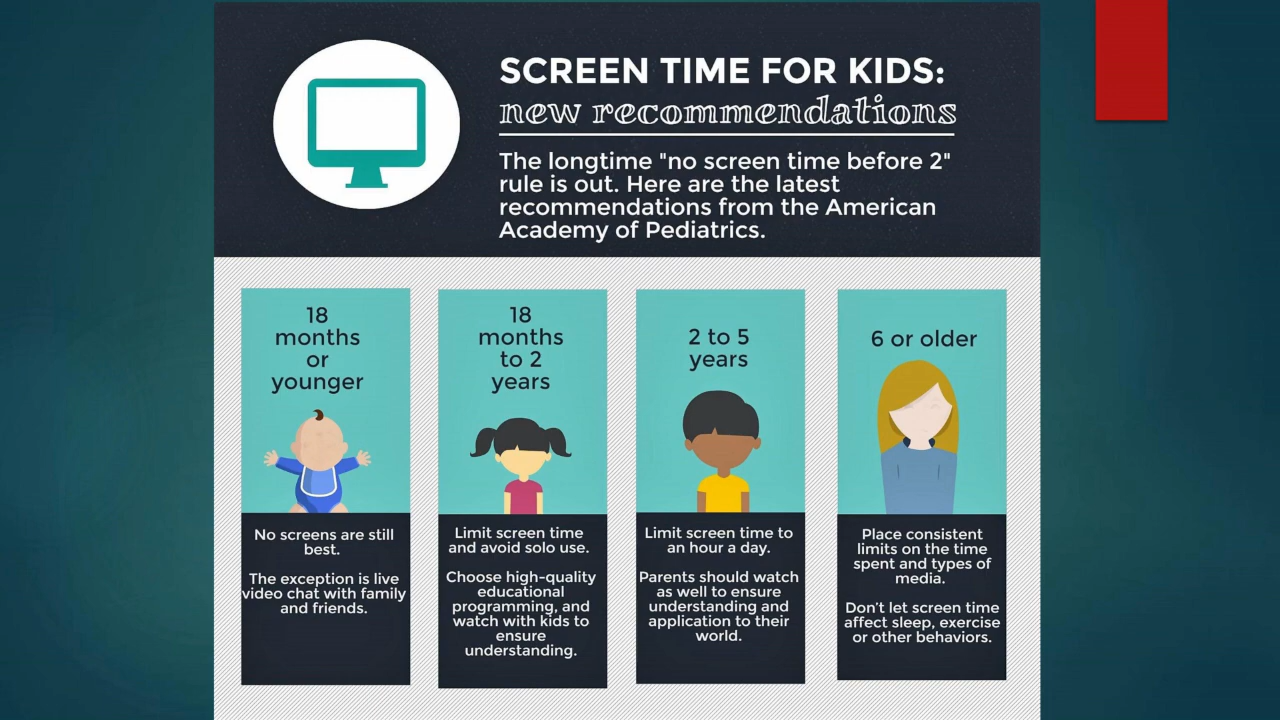 SCREEN TIME FOR KIDS:
new recommendations
The longtime "no screen time before 2"
rule is out. Here are the latest
recommendations from the American
Academy of Pediatrics.
18
months
or
younger
No screens are still
best.
The exception is live
video chat with family
and friends.
18
months
to 2
years
Limit screen time
and avoid solo use.
Choose high-quality
educational
programming, and
watch with kids to
ensure
understanding.
2 to 5
years
Limit screen time to
an hour a day.
Parents should watch
as well to ensure
understanding and
application to their
world.
6 or older
Place consistent
limits on the time
spent and types of
media.
Don't let screen time
affect sleep, exercise
or other behaviors.